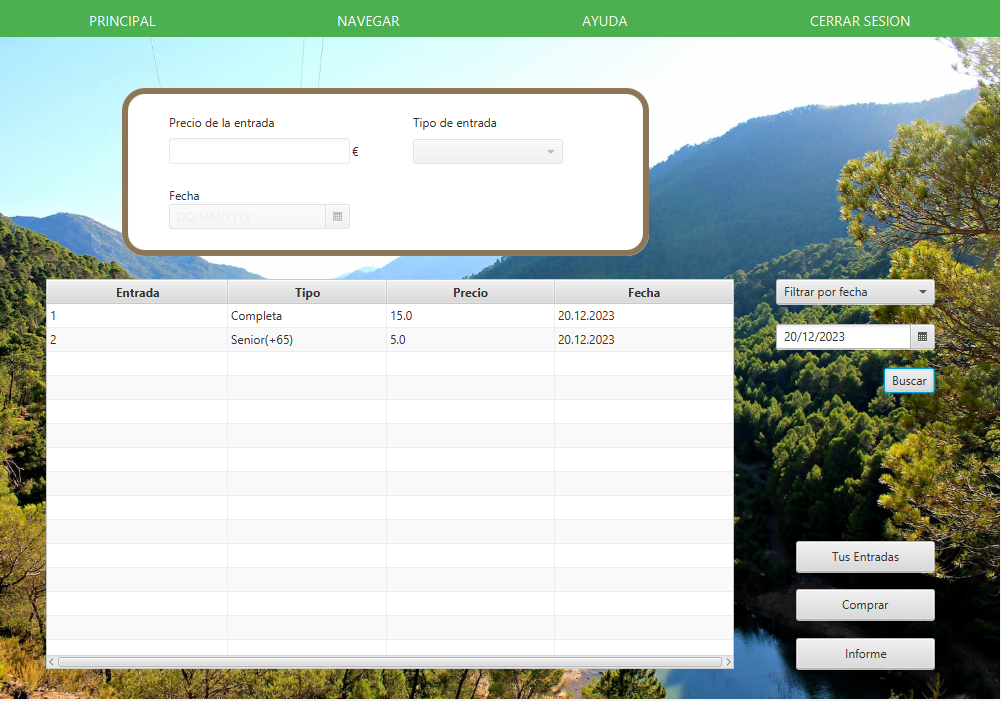 PRINCIPAL NAVEGAR AYUDA CERRAR SESION
Precio de la entrada Tipo de entrada
€
Fecha
DD/MM/YYYY
Entrada Tipo Precio Fecha
Filtrar por fecha
1 Completa 15.0 20.12.2023
2 Senior(+65) 5.0 20.12.2023
20/12/2023
Buscar
Tus Entradas
Comprar
Informe